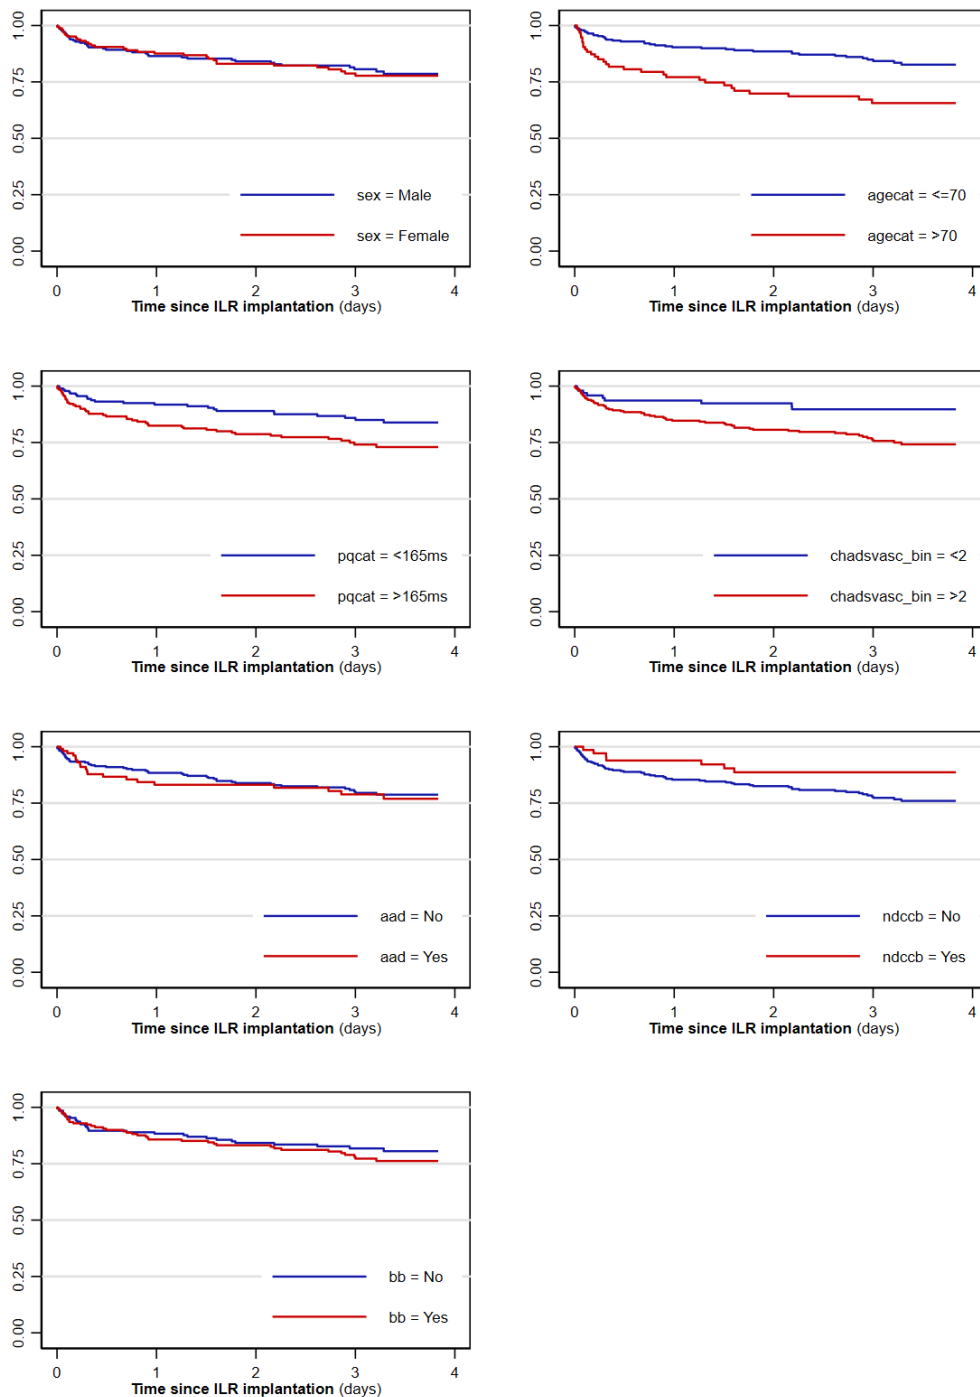 1.00
0.75
0.50
0.25
0.00
sex = Male
sex = Female
0 1 2 3 4
Time since ILR implantation (days)
1.00
0.75
0.50
0.25
0.00
agecat = <=70
agecat = >70
0 1 2 3 4
Time since ILR implantation (days)
1.00
0.75
0.50
0.25
0.00
pqcat = <165ms
pqcat = >165ms
0 1 2 3 4
Time since ILR implantation (days)
1.00
0.75
0.50
0.25
0.00
chadsvasc_bin = <2
chadsvasc_bin = >2
0 1 2 3 4
Time since ILR implantation (days)
1.00
0.75
0.50
0.25
0.00
aad = No
aad = Yes
0 1 2 3 4
Time since ILR implantation (days)
1.00
0.75
0.50
0.25
0.00
ndccb = No
ndccb = Yes
0 1 2 3 4
Time since ILR implantation (days)
1.00
0.75
0.50
0.25
0.00
bb = No
bb = Yes
0 1 2 3 4
Time since ILR implantation (days)